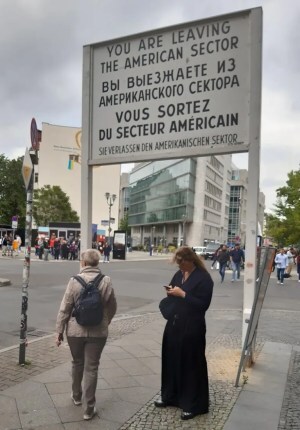 YOU ARE LEAVING
THE AMERICAN SECTOR
ВЫ ВЫЕЗЖАЕТЕ ИЗ
АМЕРИКАНСКОГО СЕКТОРА
VOUS SORTEZ
DU SECTEUR AMÉRICAIN
SIE VERLASSEN DEN AMERIKANISCHEN SEKTOR